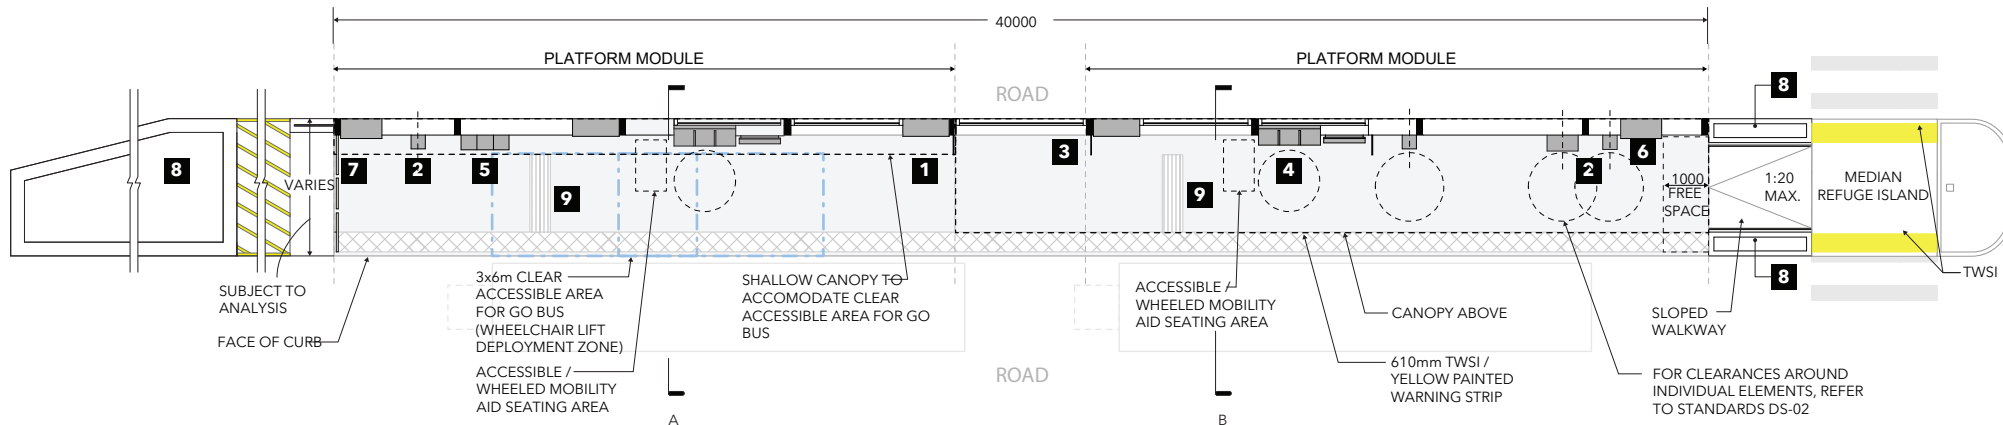 40000
PLATFORM MODULE
PLATFORM MODULE
ROAD
8
8
7
2
5
9
1
3
9
4
2
6
VARIES
1000
FREE
SPACE
1:20
MAX.
MEDIAN
REFUGE ISLAND
8
TWSI
SUBJECT TO
ANALYSIS
FACE OF CURB
3x6m CLEAR
ACCESSIBLE AREA
FOR GO BUS
(WHEELCHAIR LIFT
DEPLOYMENT ZONE)
ACCESSIBLE /
WHEELED MOBILITY
AID SEATING AREA
SHALLOW CANOPY TO
ACCOMODATE CLEAR
ACCESSIBLE AREA FOR GO
BUS
ACCESSIBLE /
WHEELED MOBILITY
AID SEATING AREA
CANOPY ABOVE
610mm TWSI /
YELLOW PAINTED
WARNING STRIP
SLOPED
WALKWAY
FOR CLEARANCES AROUND
INDIVIDUAL ELEMENTS, REFER
TO STANDARDS DS-02
ROAD
A
B